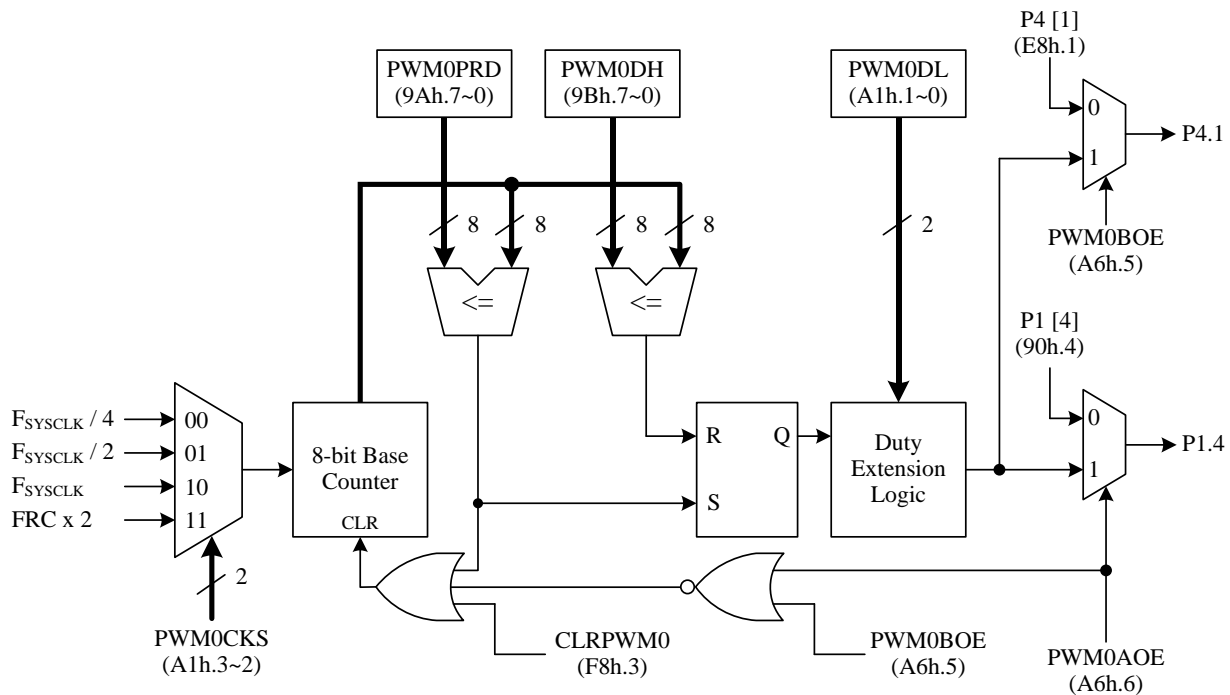 P4 [1]
(E8h.1)
PWM0PRD
(9Ah.7~0)
PWM0DH
(9Bh.7~0)
PWM0DL
(A1h.1~0)
0
1
P4.1
8
8
8
8
2
PWM0BOE
(A6h.5)
<=
<=
P1 [4]
(90h.4)
FSYSCLK / 4
FSYSCLK / 2
FSYSCLK
FRC x 2
00
01
10
11
8-bit Base
Counter
CLR
R
S
Q
Duty
Extension
Logic
0
1
P1.4
2
PWM0CKS
(A1h.3~2)
CLRPWM0
(F8h.3)
PWM0BOE
(A6h.5)
PWM0AOE
(A6h.6)